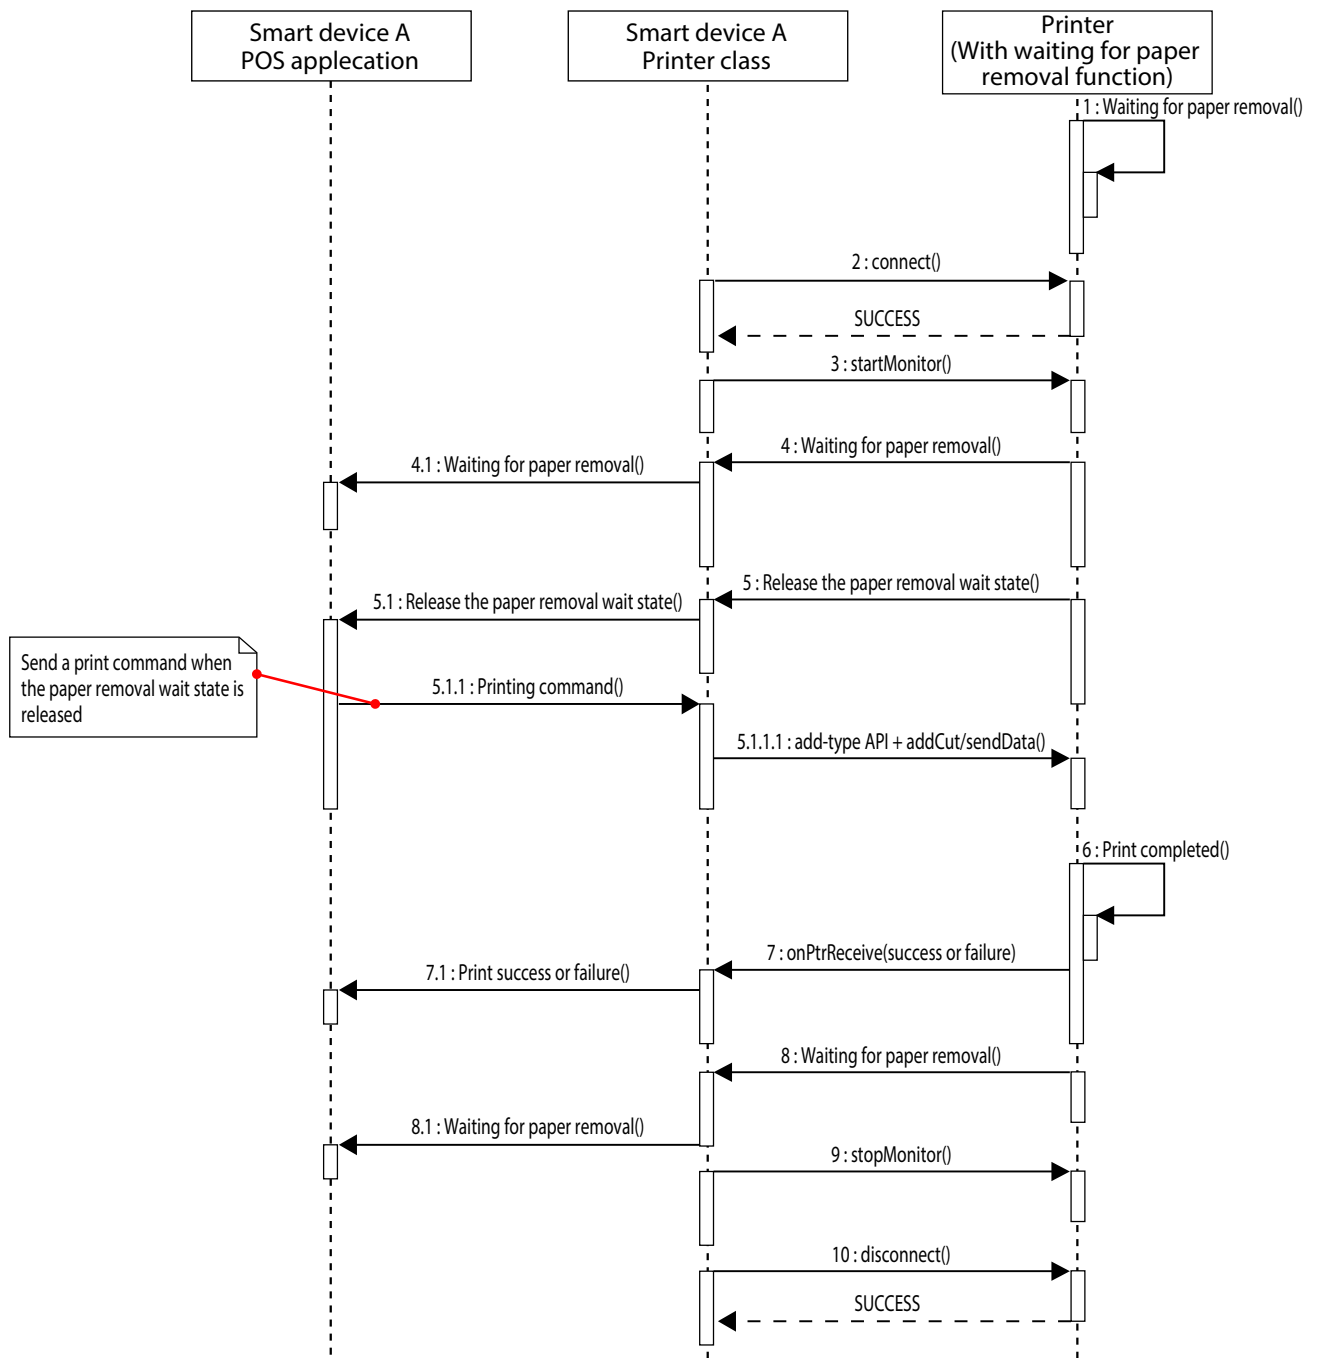 Smart device A
POS applecation
Smart device A
Printer class
Printer
(With waiting for paper
removal function)
1 : Waiting for paper removal()
2 : connect()
SUCCESS
3 : startMonitor()
4 : Waiting for paper removal()
4.1 : Waiting for paper removal()
5 : Release the paper removal wait state()
5.1 : Release the paper removal wait state()
Send a print command when
the paper removal wait state is
released
5.1.1 : Printing command()
5.1.1.1 : add-type API + addCut/sendData()
6 : Print completed()
7 : onPtrReceive(success or failure)
7.1 : Print success or failure()
8 : Waiting for paper removal()
8.1 : Waiting for paper removal()
9 : stopMonitor()
10 : disconnect()
SUCCESS